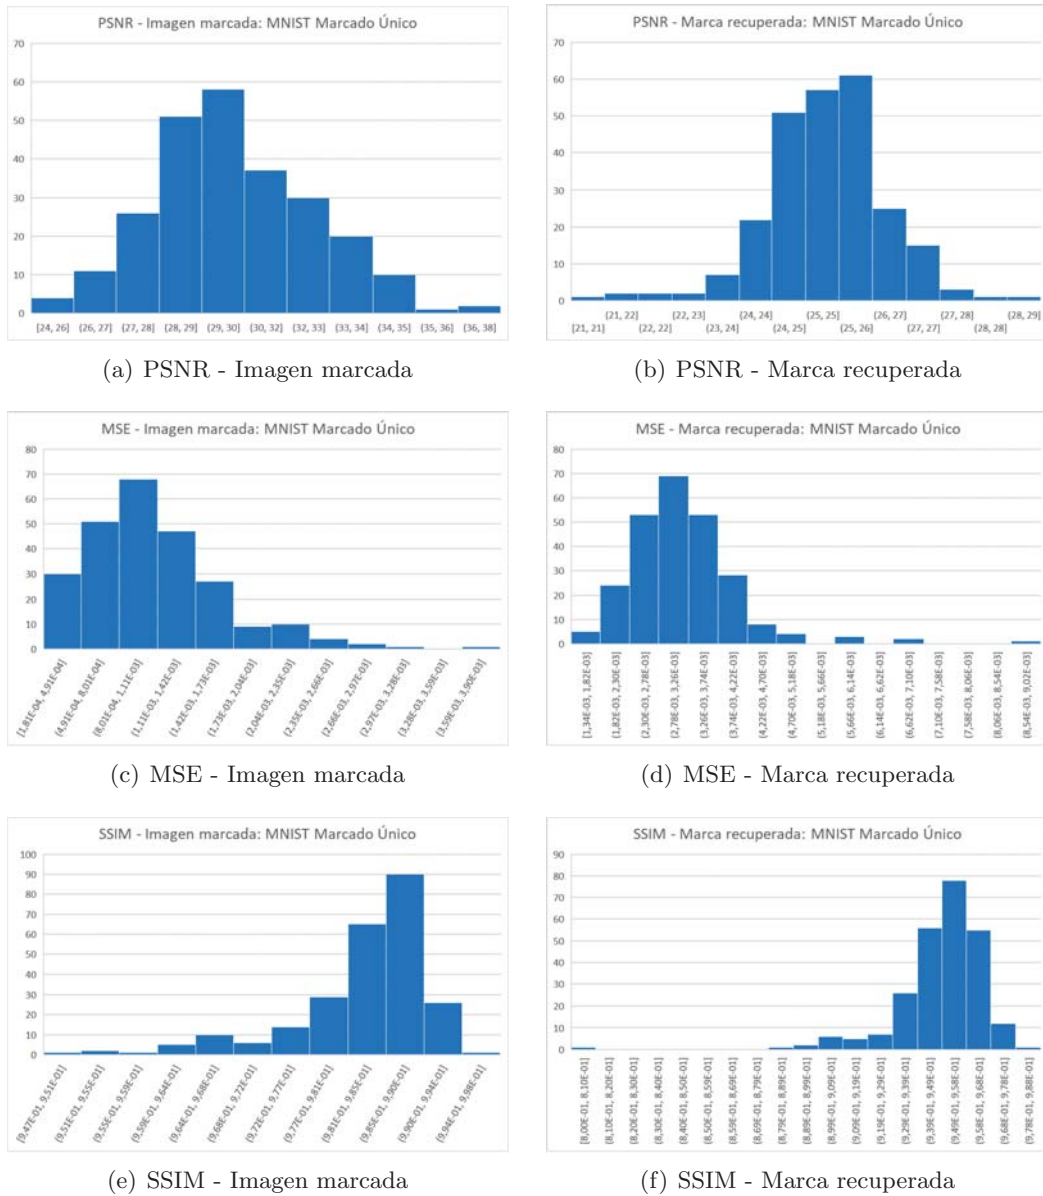 PSNR - Imagen marcada: MNIST Marcado Único
70
60
50
40
30
20
10
0
[24, 26] (26, 27] (27, 28] (28, 29] (29, 30] (30, 32] (32, 33] (33, 34] (34, 35] (35, 36] (36, 38]
(a) PSNR - Imagen marcada
PSNR - Marca recuperada: MNIST Marcado Único
70
60
50
40
30
20
10
0
(21, 22] (22, 23] (24, 24] (25, 25] (26, 27] (27, 28] (28, 29]
[21, 21] (22, 22] (23, 24] (24, 25] (25, 26] (27, 27] (28, 28]
(b) PSNR - Marca recuperada
MSE - Imagen marcada: MNIST Marcado Único
80
70
60
50
40
30
20
10
0
[1,81E-04, 4,91E-04]
(4,91E-04, 8,01E-04]
(8,01E-04, 1,11E-03]
(1,11E-03, 1,42E-03]
(1,42E-03, 1,73E-03]
(1,73E-03, 2,04E-03]
(2,04E-03, 2,35E-03]
(2,35E-03, 2,66E-03]
(2,66E-03, 2,97E-03]
(2,97E-03, 3,28E-03]
(3,28E-03, 3,59E-03]
(3,59E-03, 3,90E-03]
(c) MSE - Imagen marcada
MSE - Marca recuperada: MNIST Marcado Único
80
70
60
50
40
30
20
10
0
[1,34E-03, 1,82E-03]
(1,82E-03, 2,30E-03]
(2,30E-03, 2,78E-03]
(2,78E-03, 3,26E-03]
(3,26E-03, 3,74E-03]
(3,74E-03, 4,22E-03]
(4,22E-03, 4,70E-03]
(4,70E-03, 5,18E-03]
(5,18E-03, 5,66E-03]
(5,66E-03, 6,14E-03]
(6,14E-03, 6,62E-03]
(6,62E-03, 7,10E-03]
(7,10E-03, 7,58E-03]
(7,58E-03, 8,06E-03]
(8,06E-03, 8,54E-03]
(8,54E-03, 9,02E-03]
(d) MSE - Marca recuperada
SSIM - Imagen marcada: MNIST Marcado Único
100
90
80
70
60
50
40
30
20
10
0
[9,47E-01, 9,51E-01]
(9,51E-01, 9,55E-01]
(9,55E-01, 9,59E-01]
(9,59E-01, 9,64E-01]
(9,64E-01, 9,68E-01]
(9,68E-01, 9,72E-01]
(9,72E-01, 9,77E-01]
(9,77E-01, 9,81E-01]
(9,81E-01, 9,85E-01]
(9,85E-01, 9,90E-01]
(9,90E-01, 9,94E-01]
(9,94E-01, 9,98E-01]
(e) SSIM - Imagen marcada
SSIM - Marca recuperada: MNIST Marcado Único
90
80
70
60
50
40
30
20
10
0
[8,00E-01, 8,10E-01]
(8,10E-01, 8,20E-01]
(8,20E-01, 8,30E-01]
(8,30E-01, 8,40E-01]
(8,40E-01, 8,50E-01]
(8,50E-01, 8,59E-01]
(8,59E-01, 8,69E-01]
(8,69E-01, 8,79E-01]
(8,79E-01, 8,89E-01]
(8,89E-01, 8,99E-01]
(8,99E-01, 9,09E-01]
(9,09E-01, 9,19E-01]
(9,19E-01, 9,29E-01]
(9,29E-01, 9,39E-01]
(9,39E-01, 9,49E-01]
(9,49E-01, 9,58E-01]
(9,58E-01, 9,68E-01]
(9,68E-01, 9,78E-01]
(9,78E-01, 9,88E-01]
(f) SSIM - Marca recuperada